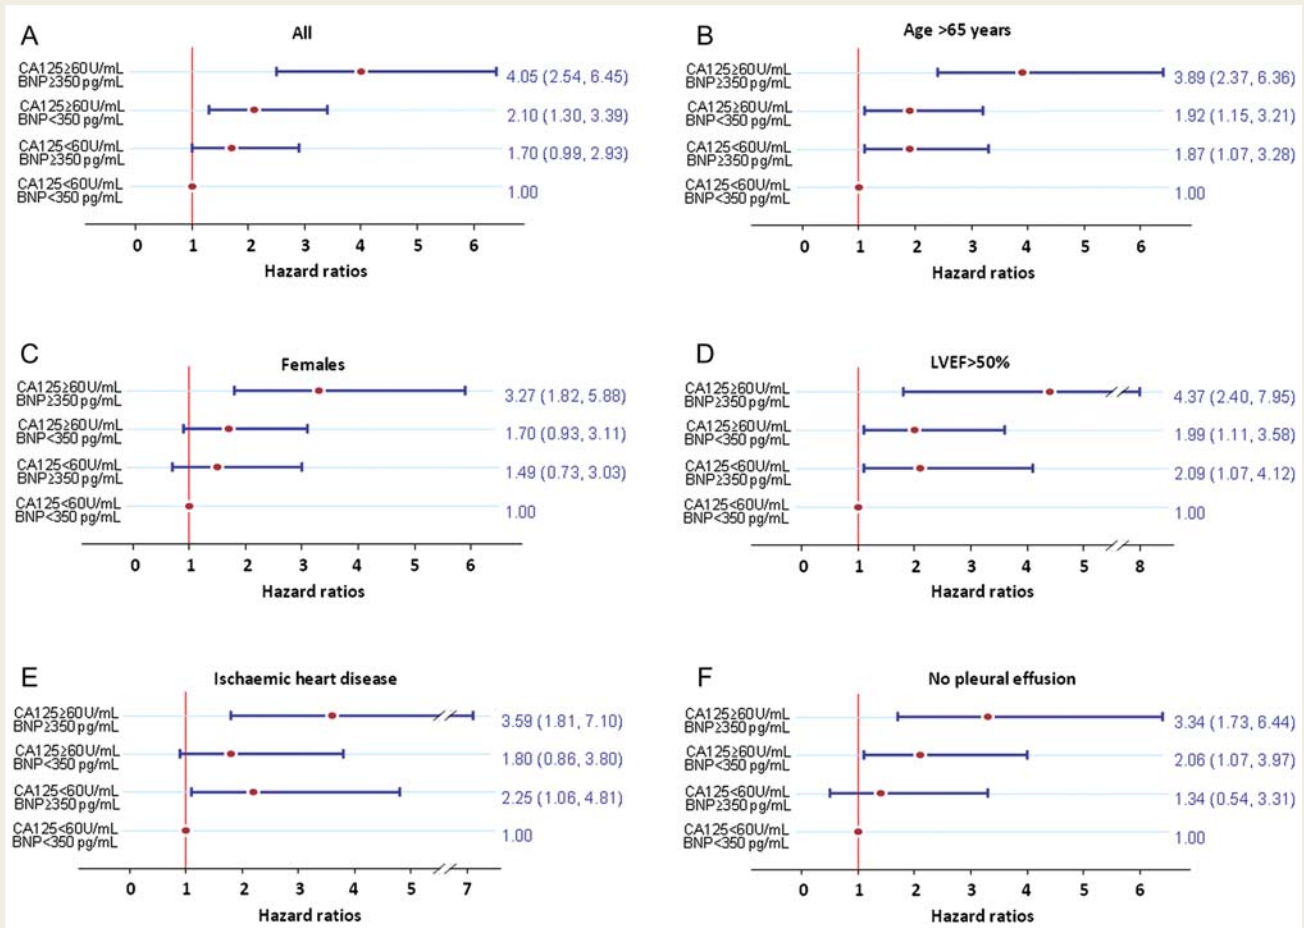 A
All
CA125≥60U/mL
BNP≥350 pg/mL
4.05 (2.54, 6.45)
CA125≥60U/mL
BNP<350 pg/mL
2.10 (1.30, 3.39)
CA125<60U/mL
BNP≥350 pg/mL
1.70 (0.99, 2.93)
CA125<60U/mL
BNP<350 pg/mL
1.00
0 1 2 3 4 5 6
Hazard ratios
B
Age >65 years
CA125≥60U/mL
BNP≥350 pg/mL
3.89 (2.37, 6.36)
CA125≥60U/mL
BNP<350 pg/mL
1.92 (1.15, 3.21)
CA125<60U/mL
BNP≥350 pg/mL
1.87 (1.07, 3.28)
CA125<60U/mL
BNP<350 pg/mL
1.00
0 1 2 3 4 5 6
Hazard ratios
C
Females
CA125≥60U/mL
BNP≥350 pg/mL
3.27 (1.82, 5.88)
CA125≥60U/mL
BNP<350 pg/mL
1.70 (0.93, 3.11)
CA125<60U/mL
BNP≥350 pg/mL
1.49 (0.73, 3.03)
CA125<60U/mL
BNP<350 pg/mL
1.00
0 1 2 3 4 5 6
Hazard ratios
D
LVEF>50%
CA125≥60U/mL
BNP≥350 pg/mL
4.37 (2.40, 7.95)
CA125≥60U/mL
BNP<350 pg/mL
1.99 (1.11, 3.58)
CA125<60U/mL
BNP≥350 pg/mL
2.09 (1.07, 4.12)
CA125<60U/mL
BNP<350 pg/mL
1.00
0 1 2 3 4 5 8
Hazard ratios
E
Ischaemic heart disease
CA125≥60U/mL
BNP≥350 pg/mL
3.59 (1.81, 7.10)
CA125≥60U/mL
BNP<350 pg/mL
1.80 (0.86, 3.80)
CA125<60U/mL
BNP≥350 pg/mL
2.25 (1.06, 4.81)
CA125<60U/mL
BNP<350 pg/mL
1.00
0 1 2 3 4 5 7
Hazard ratios
F
No pleural effusion
CA125≥60U/mL
BNP≥350 pg/mL
3.34 (1.73, 6.44)
CA125≥60U/mL
BNP<350 pg/mL
2.06 (1.07, 3.97)
CA125<60U/mL
BNP≥350 pg/mL
1.34 (0.54, 3.31)
CA125<60U/mL
BNP<350 pg/mL
1.00
0 1 2 3 4 5 6
Hazard ratios